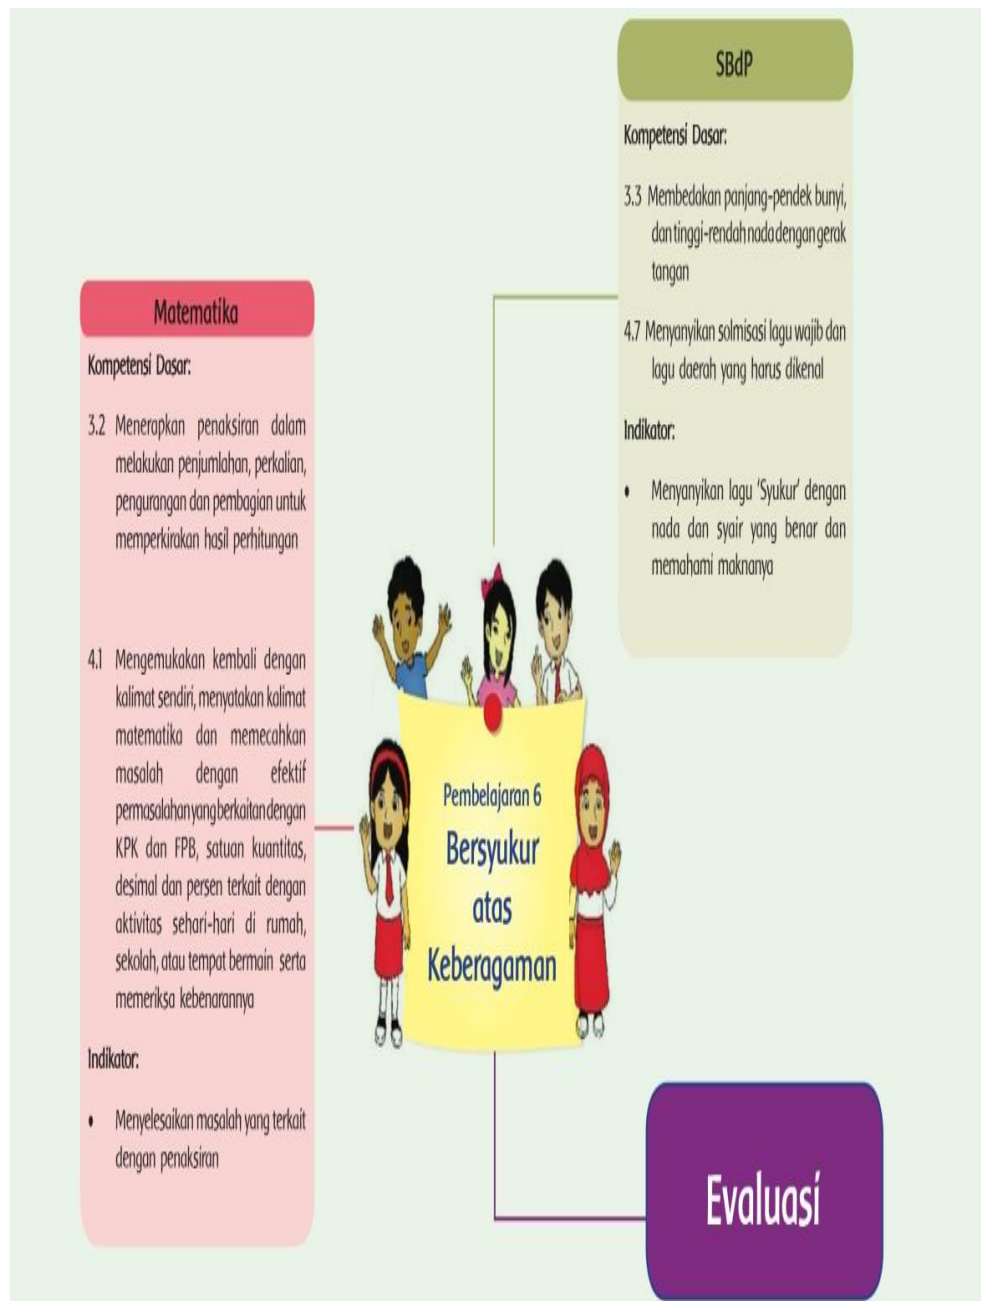 SBdP
Kompetensi Dasar:
3.3 Membedakan panjang-pendek bunyi,
dan tinggi-rendah nada dengan gerak
tangan
4.7 Menyanyikan solmisasi lagu wajib dan
lagu daerah yang harus dikenal
Indikator:
• Menyanyikan lagu ‘Syukur’ dengan
nada dan syair yang benar dan
memahami maknanya
Matematika
Kompetensi Dasar:
3.2 Menerapkan penaksiran dalam
melakukan penjumlahan, perkalian,
pengurangan dan pembagian untuk
memperkirakan hasil perhitungan
4.1 Mengemukakan kembali dengan
kalimat sendiri, menyatakan kalimat
matematika dan memecahkan
masalah dengan efektif
permasalahan yang berkaitan dengan
KPK dan FPB, satuan kuantitas,
desimal dan persen terkait dengan
aktivitas sehari-hari di rumah,
sekolah, atau tempat bermain serta
memeriksa kebenarannya
Indikator:
• Menyelesaikan masalah yang terkait
dengan penaksiran
Pembelajaran 6
Bersyukur
atas
Keberagaman
Evaluasi